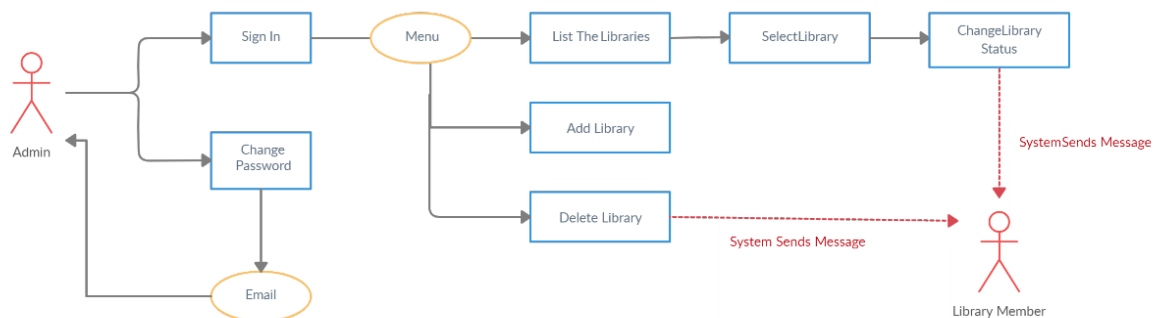 Sign In
Menu
List The Libraries
SelectLibrary
ChangeLibrary
Status
Admin
Change
Password
Add Library
SystemSends Message
Delete Library
System Sends Message
Email
Library Member